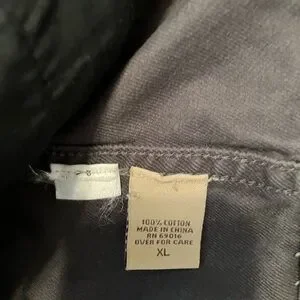 100% COTTON
MADE IN CHINA
RN 69016
OVER FOR CARE
XL